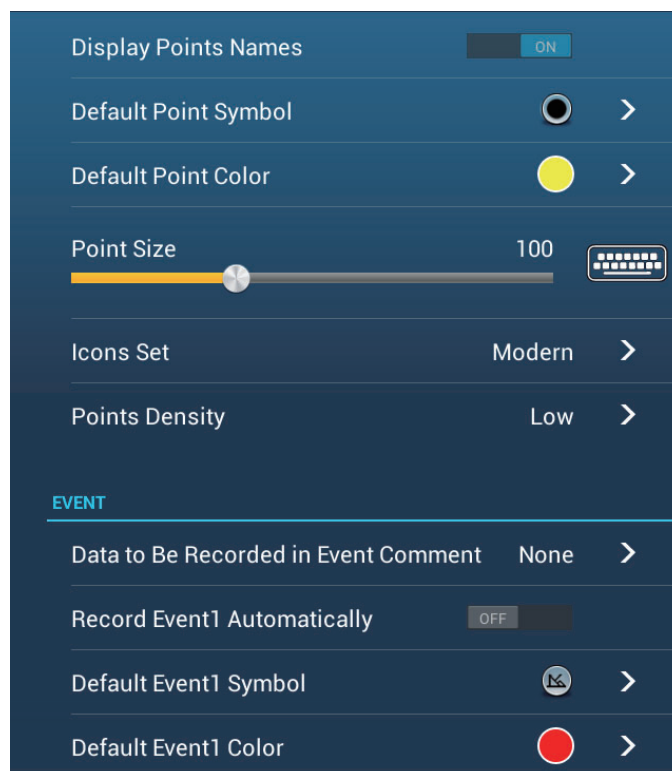 Display Points Names ON
Default Point Symbol
Default Point Color
Point Size 100
Icons Set Modern
Points Density Low
EVENT
Data to Be Recorded in Event Comment None
Record Event1 Automatically OFF
Default Event1 Symbol
Default Event1 Color